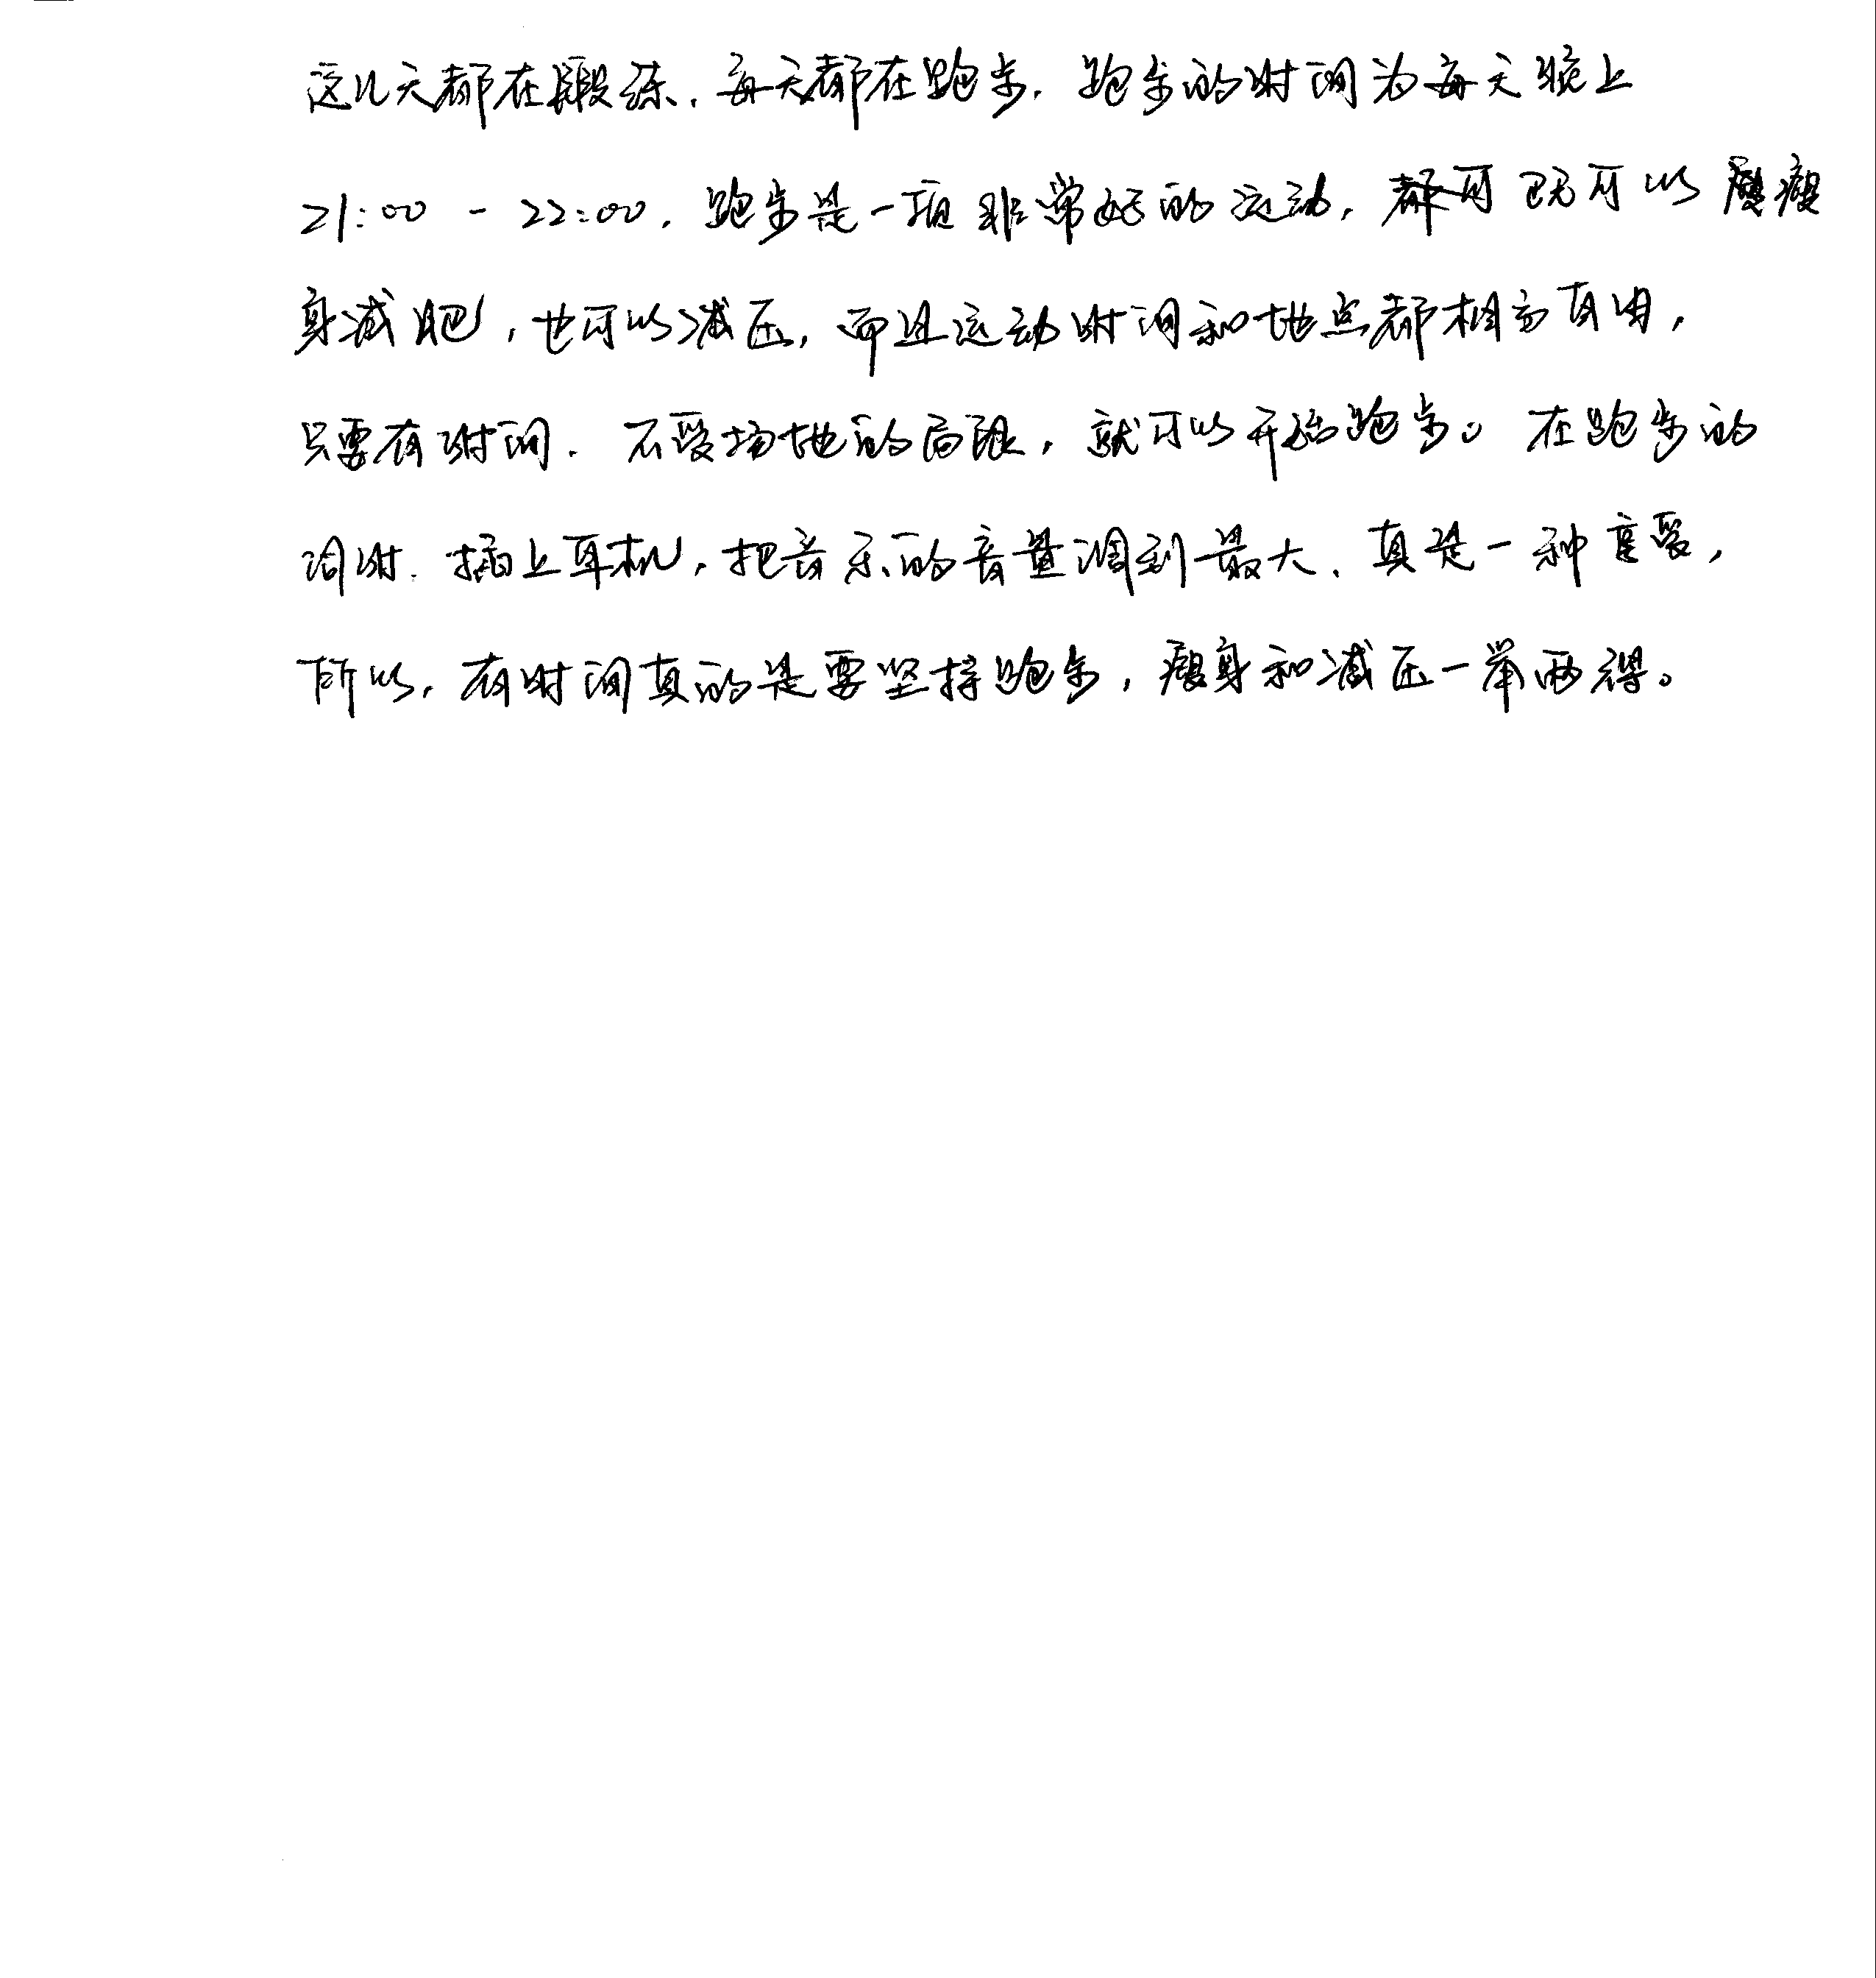 这几天都在锻练，每天都在跑步，跑步的时间为每天晚上
21:00 - 22:00，跑步是一项非常好的运动，既可以瘦
身减肥，也可以减压，而且运动时间和地点都相当自由，
只要有时间，不受场地的局限，就可以开始跑步。在跑步的
同时，插上耳机，把音乐的音量调到最大，真是一种享受，
所以，有时间真的是要坚持跑步，瘦身和减压一举两得。